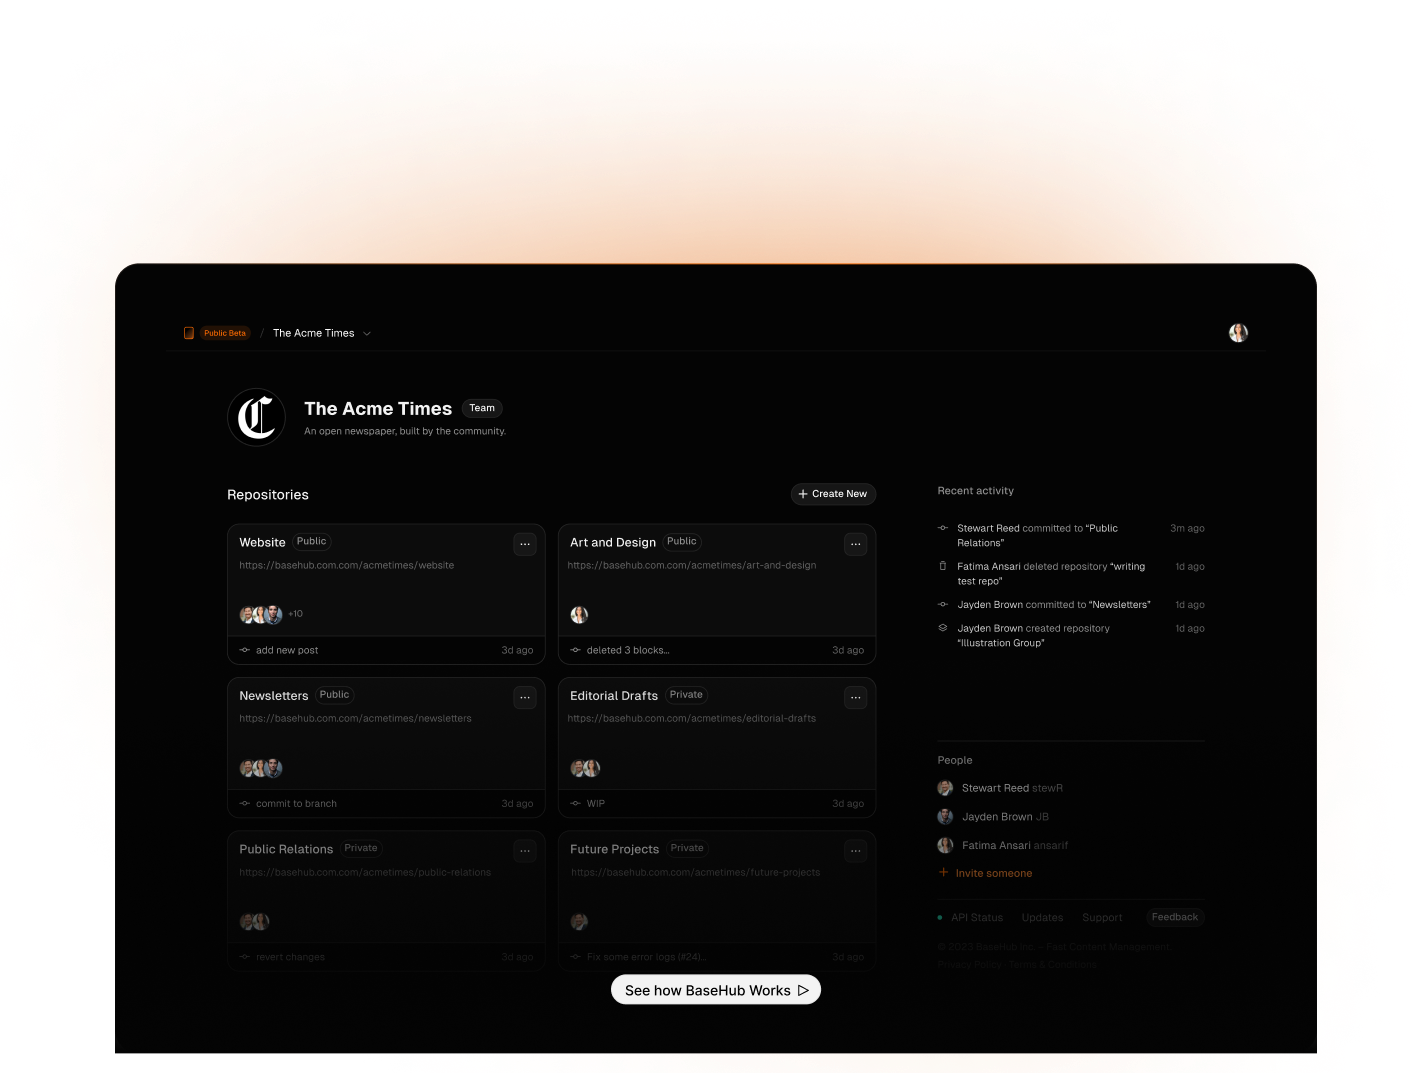 Public Beta / The Acme Times
C
The Acme Times Team
An open newspaper, built by the community.
Repositories
+ Create New
Website Public
https://basehub.com.com/acmetimes/website
+10
add new post 3d ago
Art and Design Public
https://basehub.com.com/acmetimes/art-and-design
deleted 3 blocks... 3d ago
Newsletters Public
https://basehub.com.com/acmetimes/newsletters
commit to branch 3d ago
Editorial Drafts Private
https://basehub.com.com/acmetimes/editorial-drafts
WIP 3d ago
Public Relations Private
https://basehub.com.com/acmetimes/public-relations
revert changes 3d ago
Future Projects Private
https://basehub.com.com/acmetimes/future-projects
Fix some error logs (#24)... 3d ago
Recent activity
Stewart Reed committed to “Public 3m ago
Relations”
Fatima Ansari deleted repository “writing 1d ago
test repo”
Jayden Brown committed to “Newsletters” 1d ago
Jayden Brown created repository 1d ago
“Illustration Group”
People
Stewart Reed stewR
Jayden Brown JB
Fatima Ansari ansarif
+ Invite someone
API Status Updates Support Feedback
© 2023 BaseHub Inc. – Fast Content Management.
Privacy Policy · Terms & Conditions
See how BaseHub Works